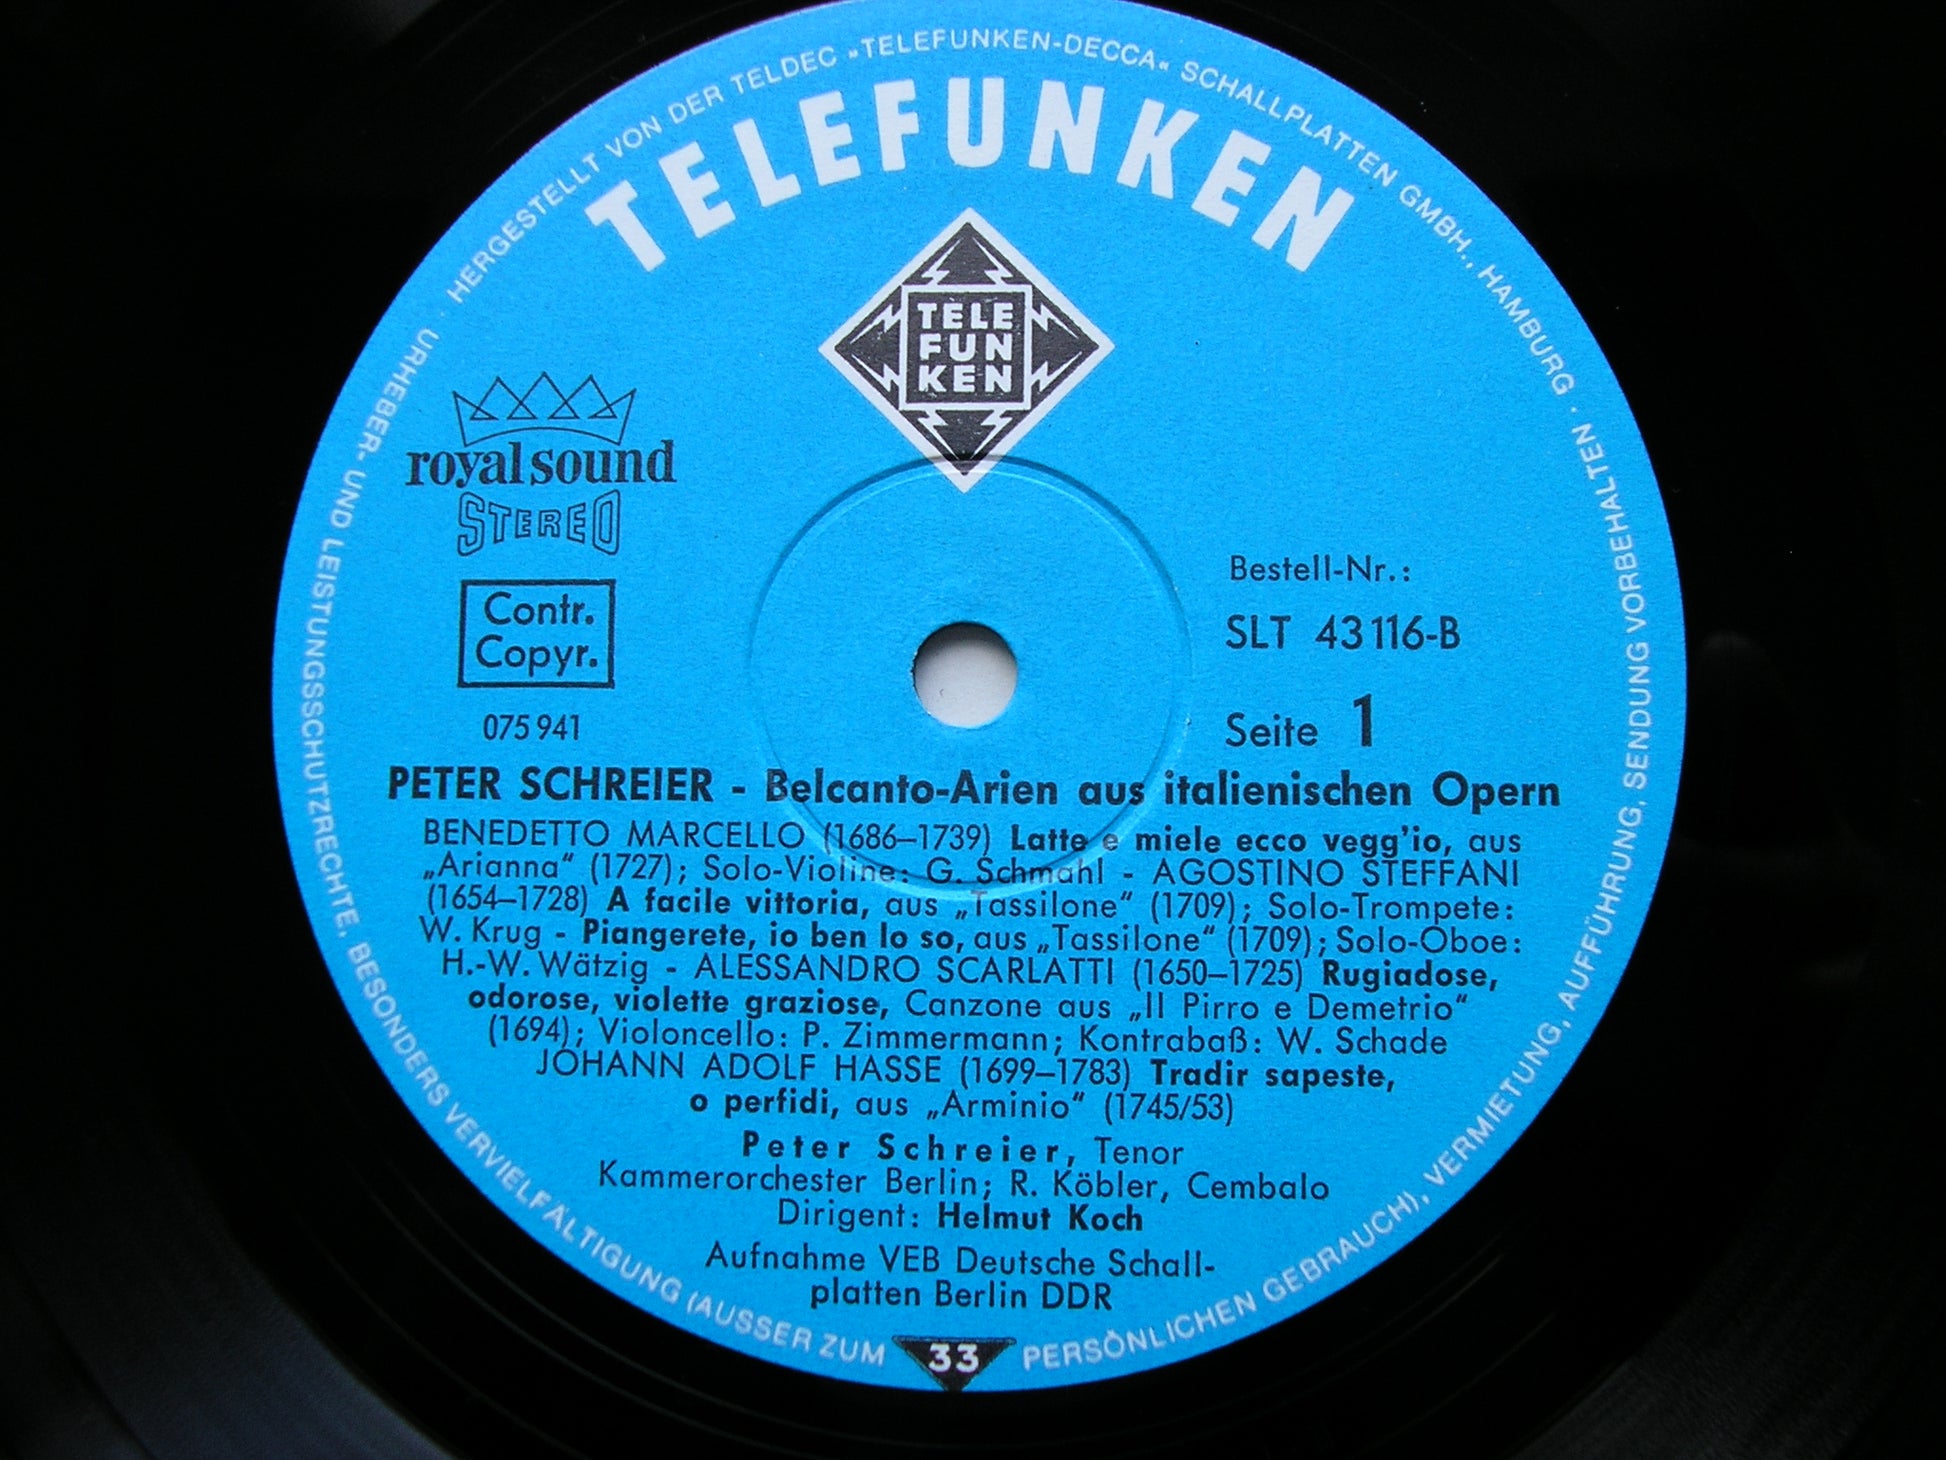 HERGESTELLT VON DER TELDEC »TELEFUNKEN-DECCA« SCHALLPLATTEN GMBH., HAMBURG · URHEBER- UND LEISTUNGSSCHUTZRECHTE, BESONDERS VERVIELFÄLTIGUNG (AUSSER ZUM PERSÖNLICHEN GEBRAUCH), VERMIETUNG, AUFFÜHRUNG, SENDUNG VORBEHALTEN ·
TELEFUNKEN
TELE
FUN
KEN
royal sound
STEREO
Contr.
Copyr.
075 941
Bestell-Nr.:
SLT 43 116-B
Seite 1
PETER SCHREIER - Belcanto-Arien aus italienischen Opern
BENEDETTO MARCELLO (1686–1739) Latte e miele ecco vegg'io, aus
„Arianna“ (1727); Solo-Violine: G. Schmahl - AGOSTINO STEFFANI
(1654–1728) A facile vittoria, aus „Tassilone“ (1709); Solo-Trompete:
W. Krug - Piangerete, io ben lo so, aus „Tassilone“ (1709); Solo-Oboe:
H.-W. Wätzig - ALESSANDRO SCARLATTI (1650–1725) Rugiadose,
odorose, violette graziose, Canzone aus „Il Pirro e Demetrio“
(1694); Violoncello: P. Zimmermann; Kontrabaß: W. Schade
JOHANN ADOLF HASSE (1699–1783) Tradir sapeste,
o perfidi, aus „Arminio“ (1745/53)
Peter Schreier, Tenor
Kammerorchester Berlin; R. Köbler, Cembalo
Dirigent: Helmut Koch
Aufnahme VEB Deutsche Schall-
platten Berlin DDR
33